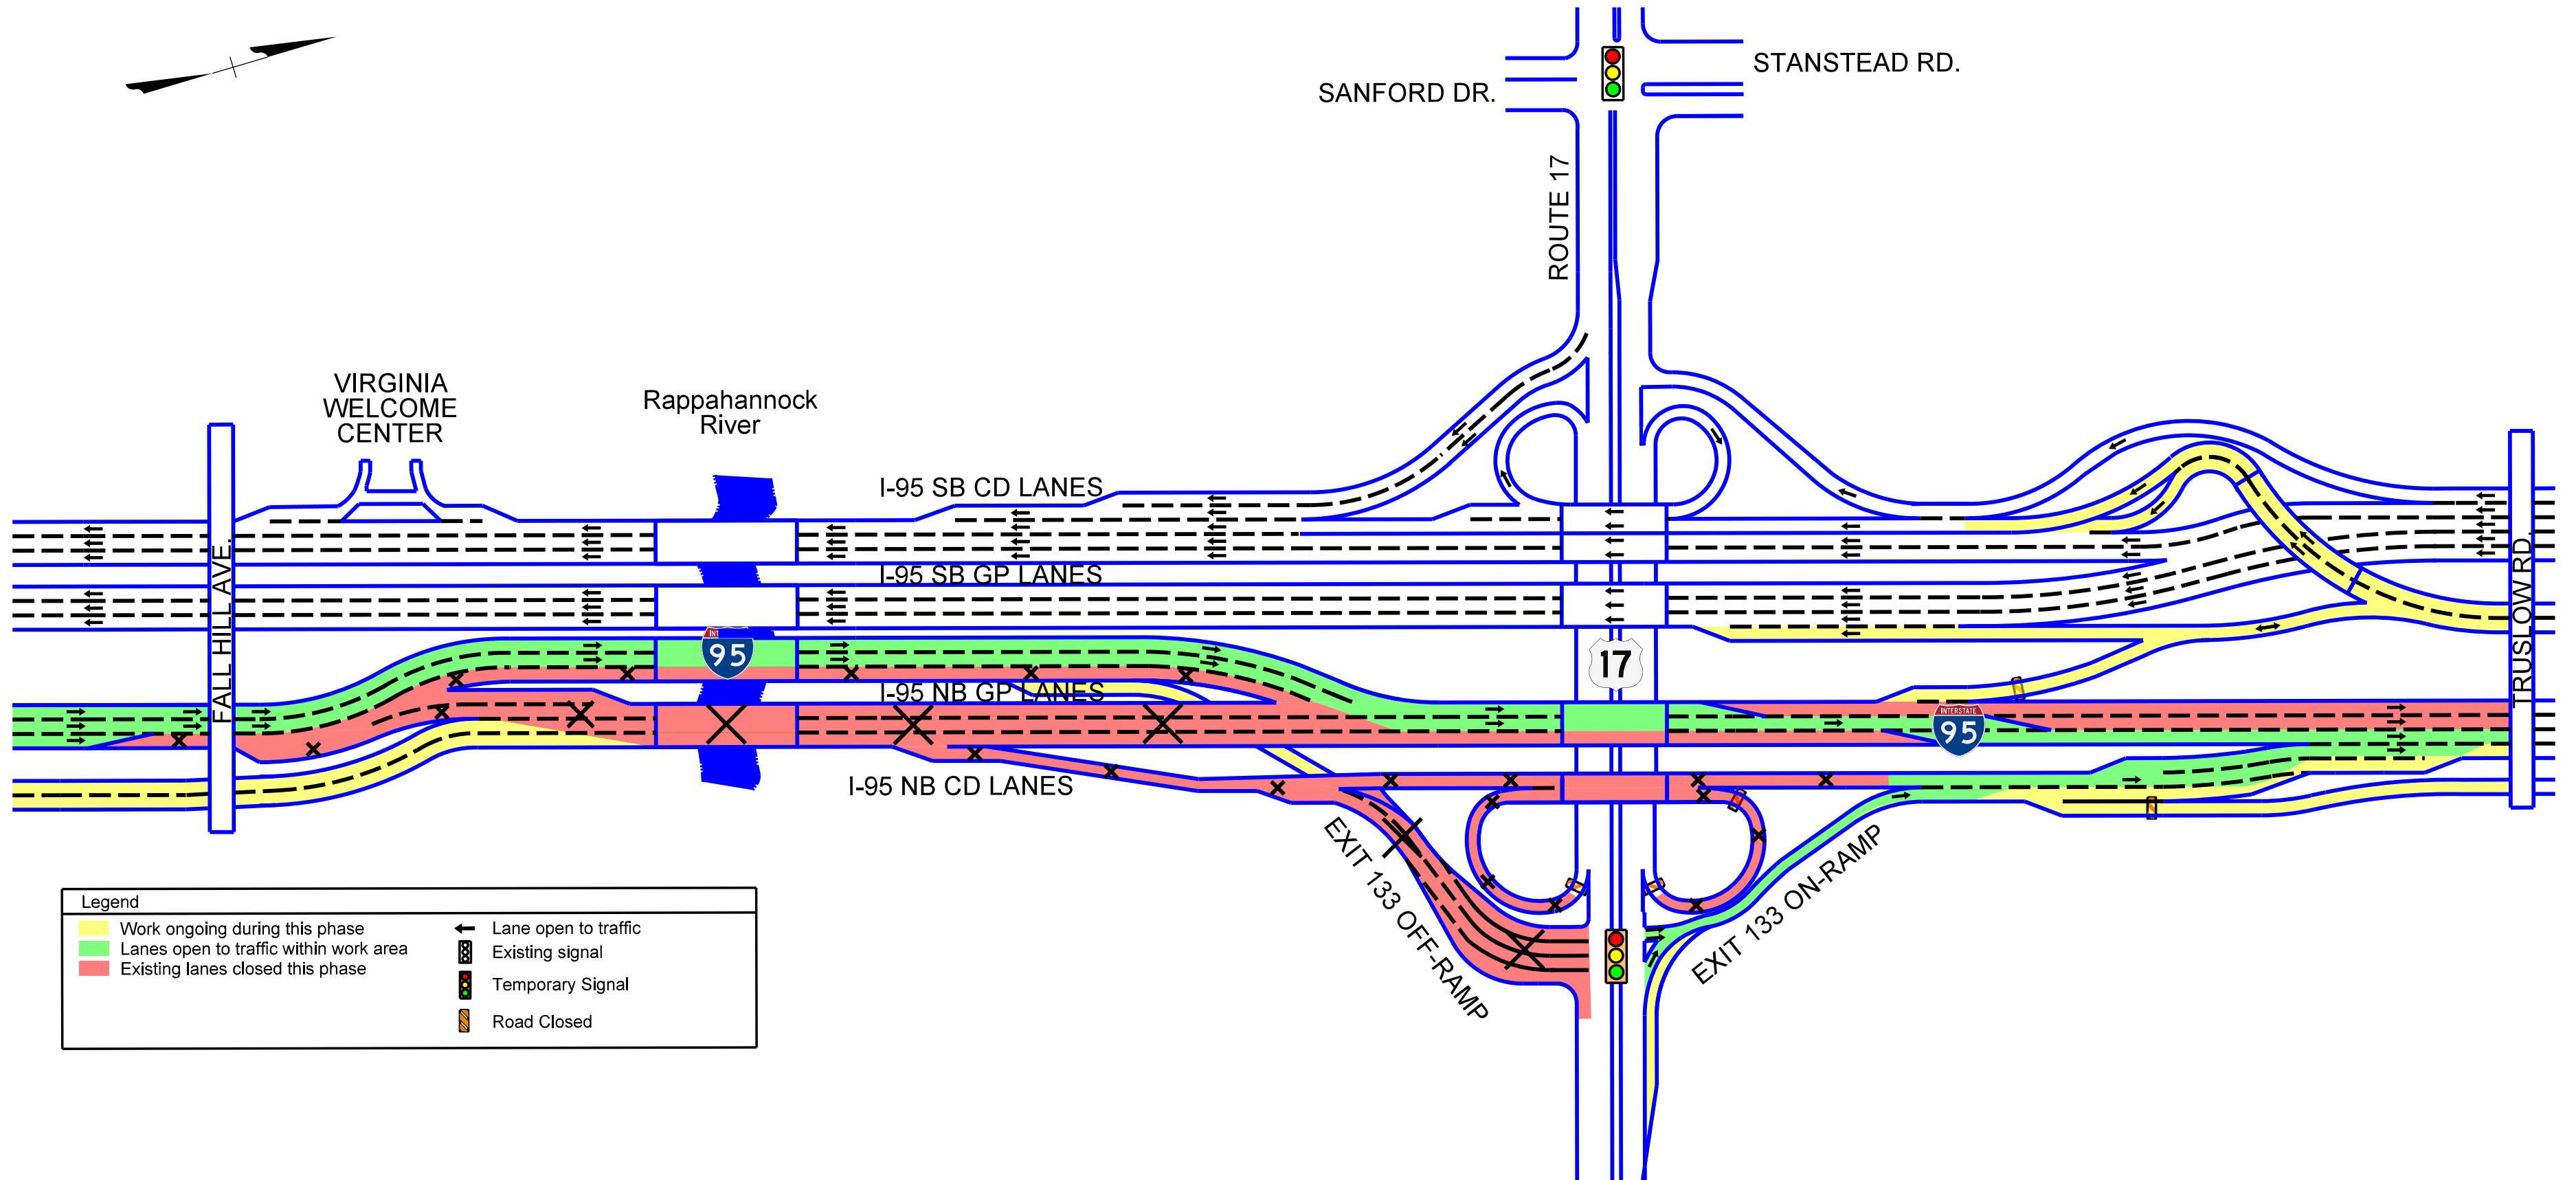 STANSTEAD RD.
SANFORD DR.
ROUTE 17
VIRGINIA
WELCOME
CENTER
Rappahannock
River
I-95 SB CD LANES
FALL HILL AVE.
TRUSLOW RD.
I-95 SB GP LANES
95
17
I-95 NB GP LANES
INTERSTATE
95
I-95 NB CD LANES
EXIT 133 OFF-RAMP
EXIT 133 ON-RAMP
Legend
Work ongoing during this phase
Lanes open to traffic within work area
Existing lanes closed this phase
Lane open to traffic
Existing signal
Temporary Signal
Road Closed